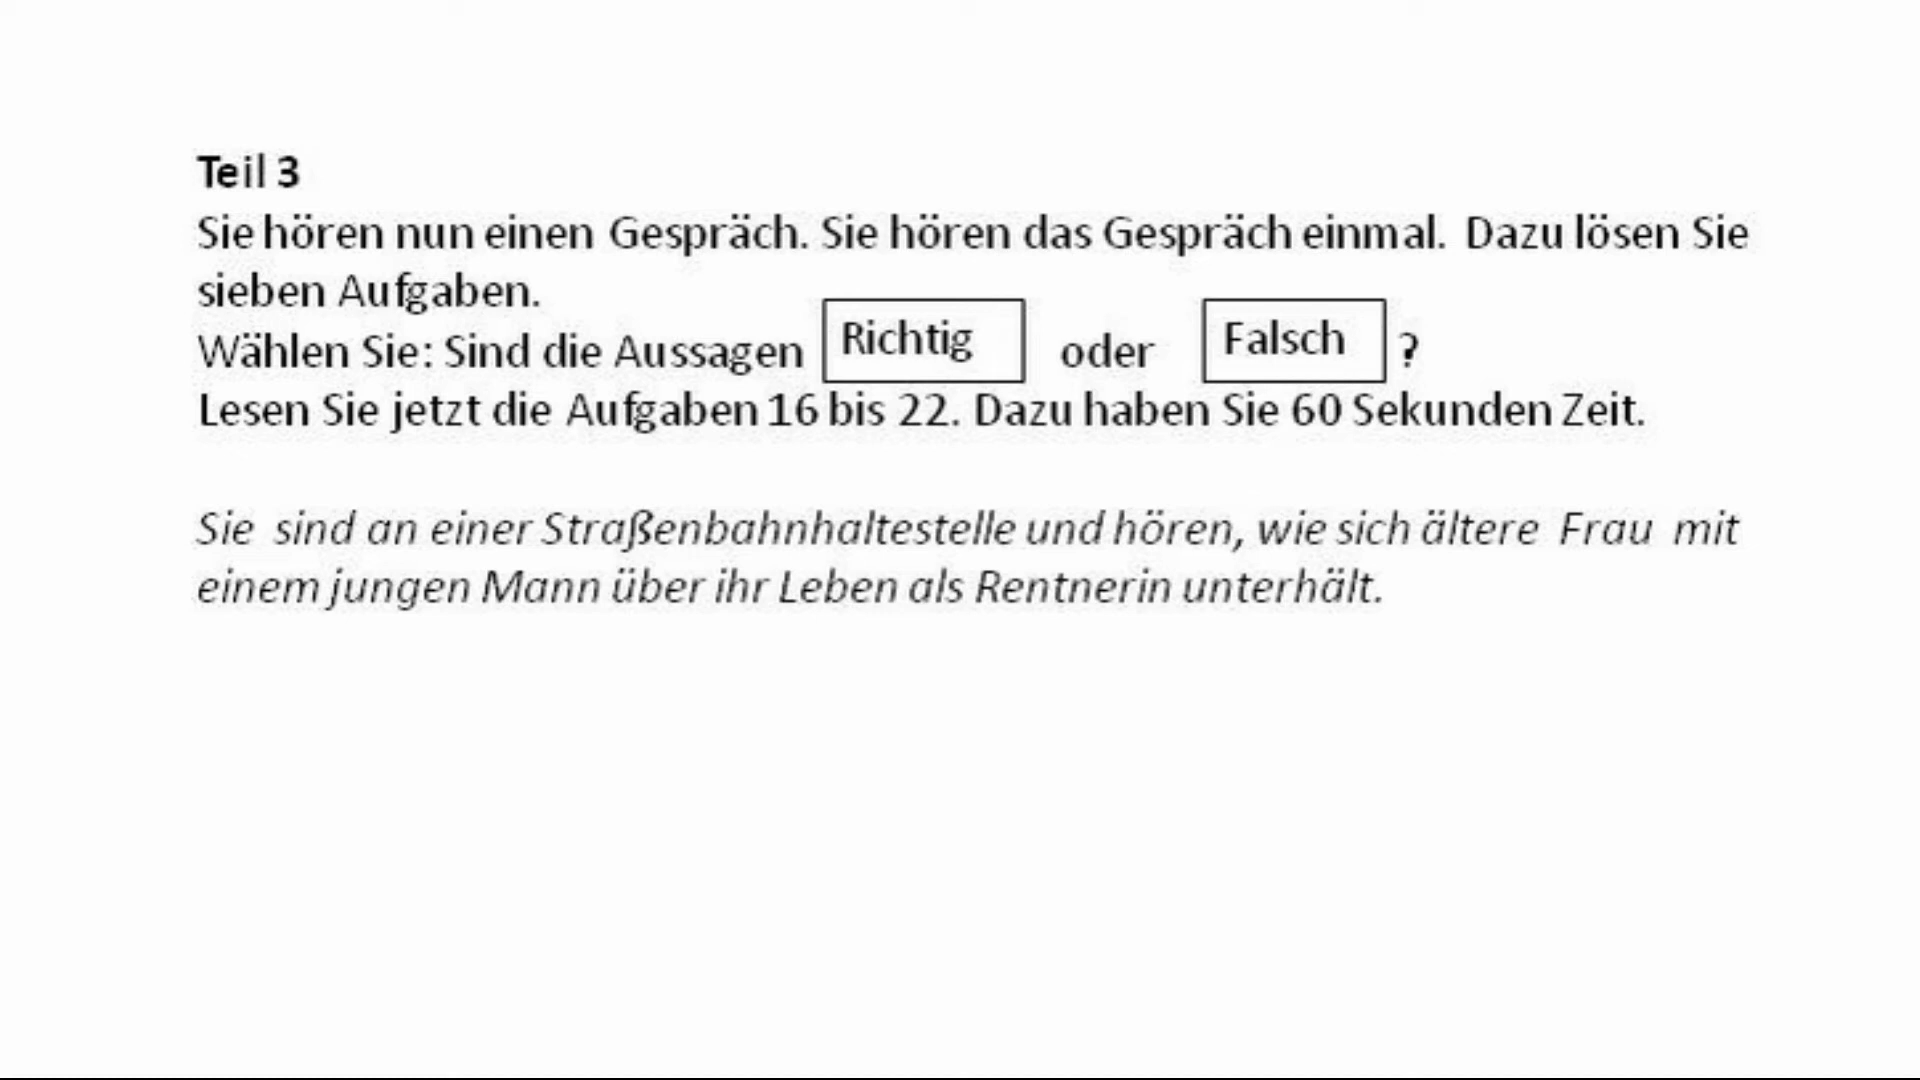 Teil 3
Sie hören nun einen Gespräch. Sie hören das Gespräch einmal. Dazu lösen Sie
sieben Aufgaben.
Wählen Sie: Sind die Aussagen Richtig oder Falsch ?
Lesen Sie jetzt die Aufgaben 16 bis 22. Dazu haben Sie 60 Sekunden Zeit.
Sie sind an einer Straßenbahnhaltestelle und hören, wie sich ältere Frau mit
einem jungen Mann über ihr Leben als Rentnerin unterhält.